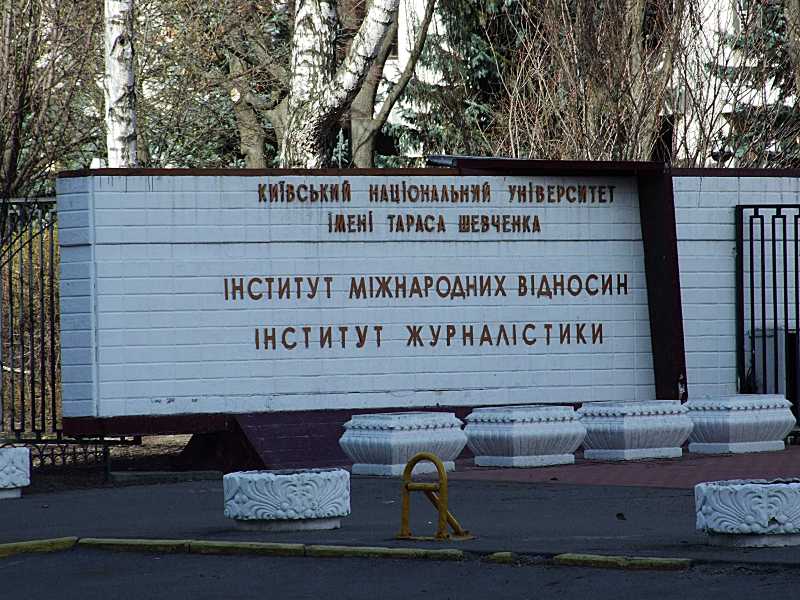 КИЇВСЬКИЙ НАЦІОНАЛЬНИЙ УНІВЕРСИТЕТ
ІМЕНІ ТАРАСА ШЕВЧЕНКА
ІНСТИТУТ МІЖНАРОДНИХ ВІДНОСИН
ІНСТИТУТ ЖУРНАЛІСТИКИ